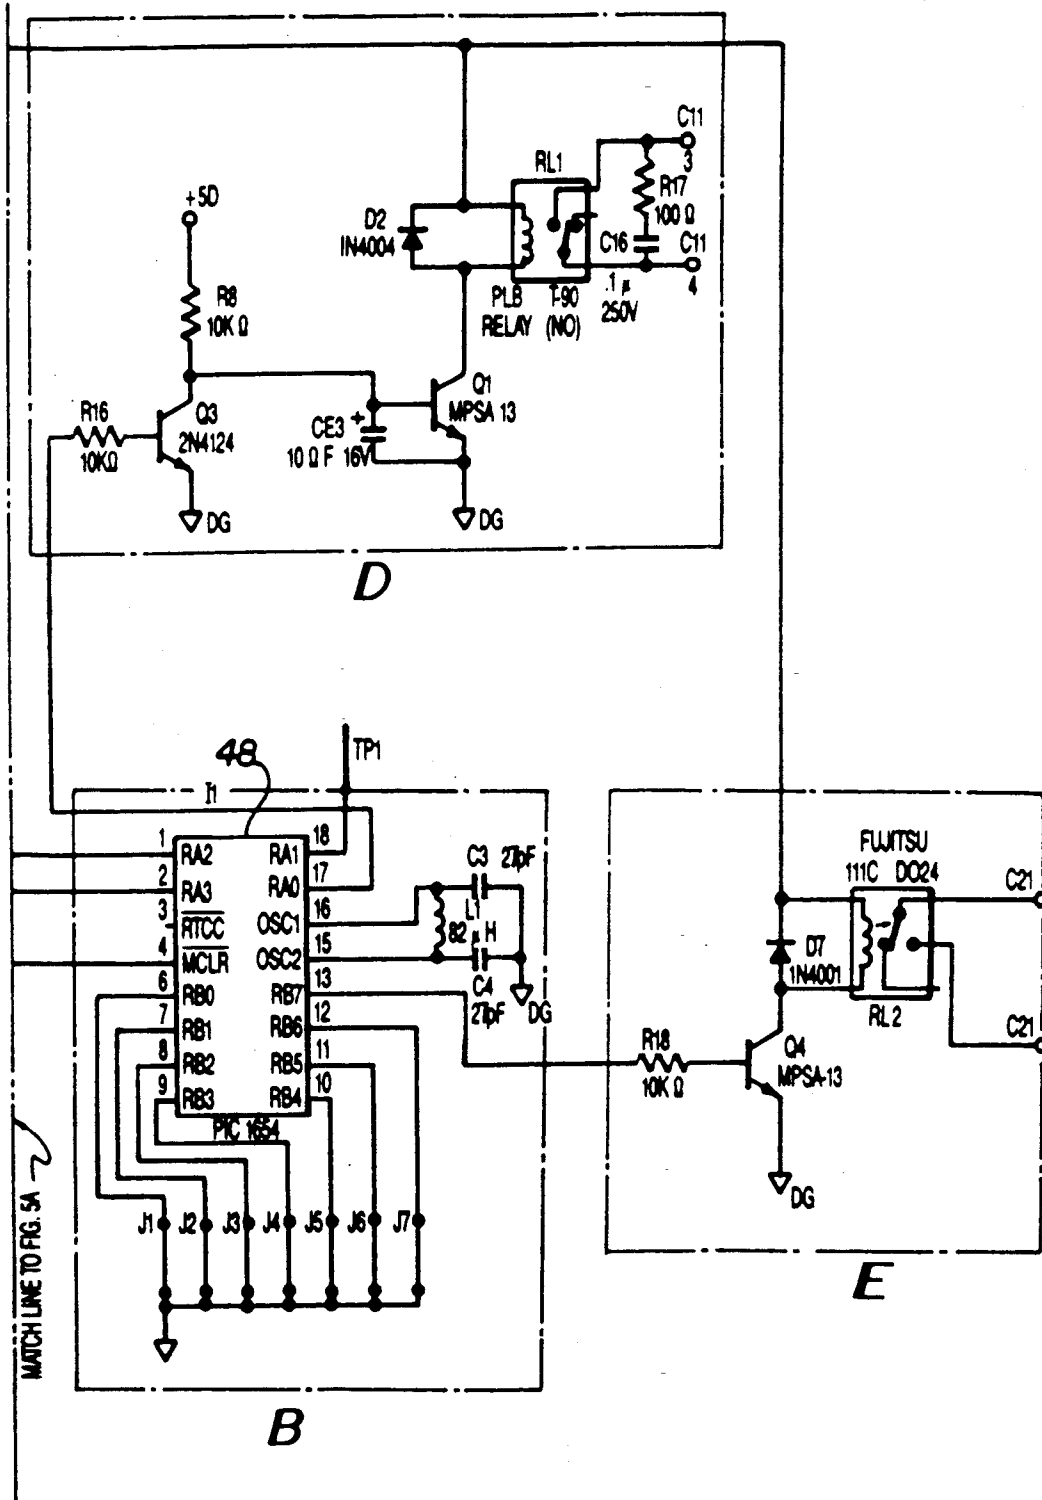 C11
3
RL1
R17
100 Ω
+5D
D2
IN4004
C16
C11
4
.1 μ
250V
R8
10K Ω
PLB T-90
RELAY (NO)
Q1
MPSA 13
R16
10KΩ
Q3
2N4124
CE3 +
10 Ω F 16V
DG
DG
D
48
TP1
I1
1
RA2
2
RA3
3
RTCC
4
MCLR
6
RB0
7
RB1
8
RB2
9
RB3
18
RA1
17
RA0
16
OSC1
15
OSC2
13
RB7
12
RB6
11
RB5
10
RB4
PIC 1654
C3 27pF
L1
82 μ H
C4
27pF
DG
FUJITSU
111C DO24
C21
D7
1N4001
RL2
C21
R18
10K Ω
Q4
MPSA-13
DG
J1 J2 J3 J4 J5 J6 J7
MATCH LINE TO FIG. 5A
E
B